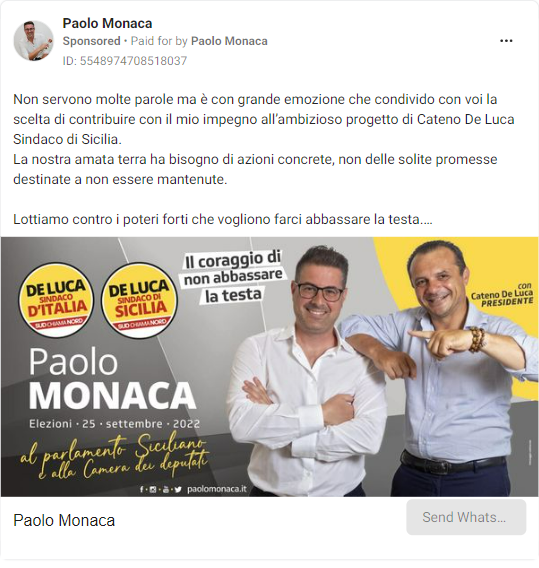 Paolo Monaca
Sponsored • Paid for by Paolo Monaca
ID: 5548974708518037
Non servono molte parole ma è con grande emozione che condivido con voi la
scelta di contribuire con il mio impegno all'ambizioso progetto di Cateno De Luca
Sindaco di Sicilia.
La nostra amata terra ha bisogno di azioni concrete, non delle solite promesse
destinate a non essere mantenute.
Lottiamo contro i poteri forti che vogliono farci abbassare la testa....
DE LUCA
SINDACO
D'ITALIA
SUD CHIAMA NORD
DE LUCA
SINDACO DI
SICILIA
SUD CHIAMA NORD
Il coraggio di
non abbassare
la testa
con
Cateno De Luca
PRESIDENTE
Paolo
MONACA
Elezioni • 25 • settembre • 2022
al parlamento Siciliano
e alla Camera dei deputati
paolomonaca.it
Paolo Monaca
Send Whats...